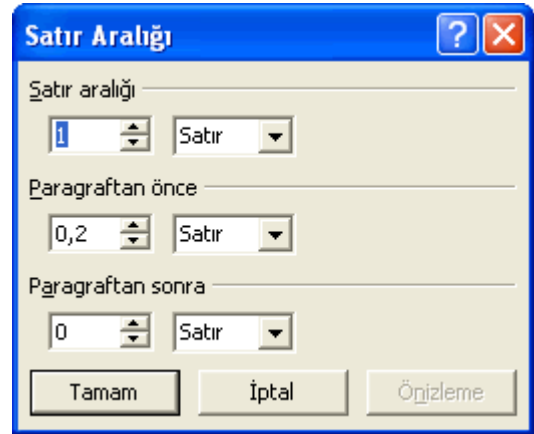 Satır Aralığı
Satır aralığı
1 Satır
Paragraftan önce
0,2 Satır
Paragraftan sonra
0 Satır
Tamam İptal Önizleme